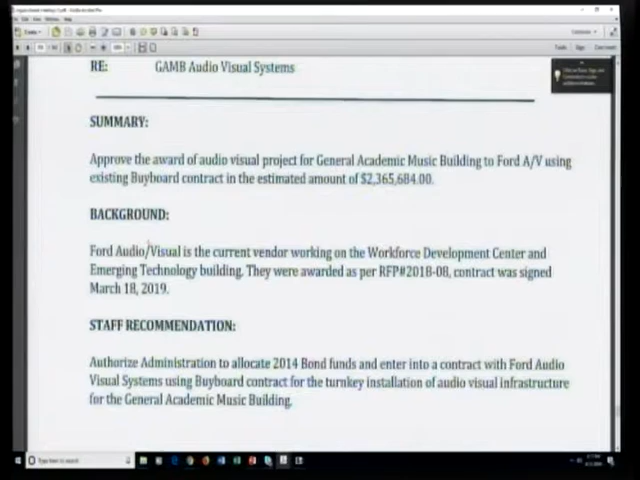 RE: GAMB Audio Visual Systems
SUMMARY:
Approve the award of audio visual project for General Academic Music Building to Ford A/V using
existing Buyboard contract in the estimated amount of $2,365,684.00.
BACKGROUND:
Ford Audio/Visual is the current vendor working on the Workforce Development Center and
Emerging Technology building. They were awarded as per RFP#2018-08, contract was signed
March 18, 2019.
STAFF RECOMMENDATION:
Authorize Administration to allocate 2014 Bond funds and enter into a contract with Ford Audio
Visual Systems using Buyboard contract for the turnkey installation of audio visual infrastructure
for the General Academic Music Building.
Type here to search